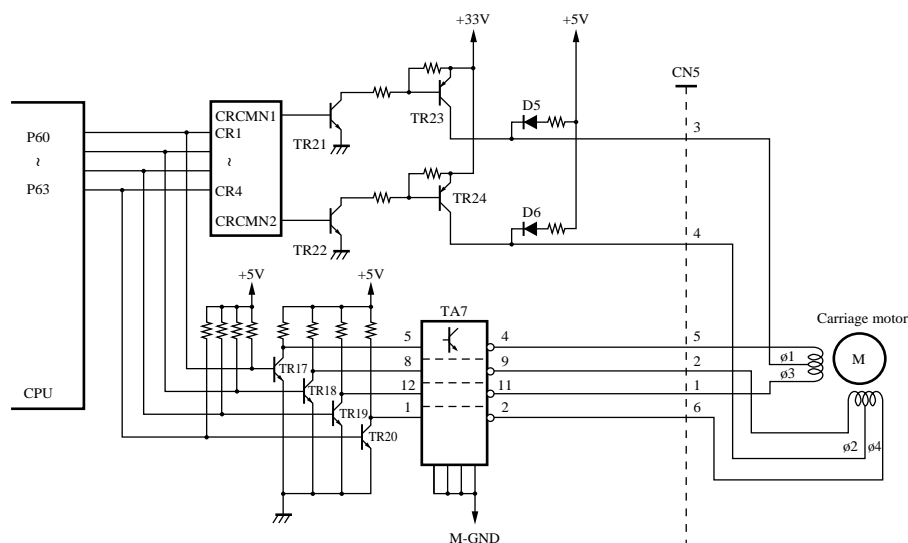 +33V
+5V
CN5
CRCMN1
CR1
~
CR4
CRCMN2
P60
~
P63
CPU
TR21
TR23
D5
3
TR22
TR24
D6
4
+5V
+5V
TA7
Carriage motor
M
5
4
5
8
9
2
12
11
1
1
2
6
ø1
ø3
ø2
ø4
TR17
TR18
TR19
TR20
M-GND